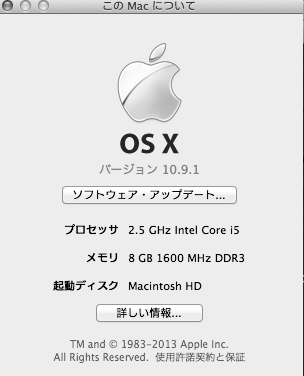 この Mac について
OS X
バージョン 10.9.1
ソフトウェア・アップデート...
プロセッサ 2.5 GHz Intel Core i5
メモリ 8 GB 1600 MHz DDR3
起動ディスク Macintosh HD
詳しい情報...
TM and © 1983-2013 Apple Inc.
All Rights Reserved. 使用許諾契約と保証